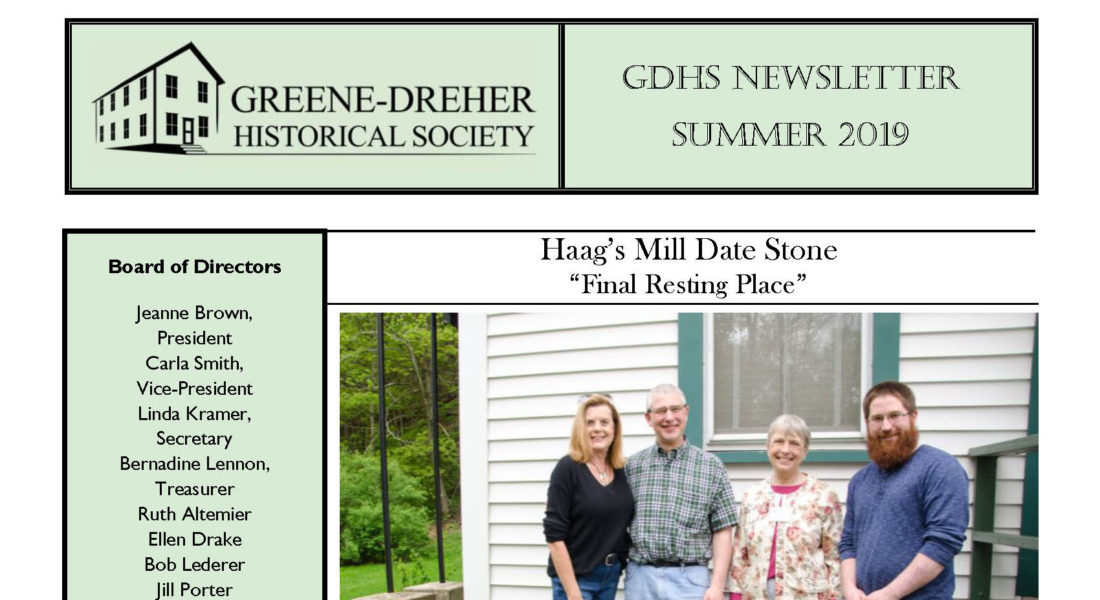 GREENE-DREHER
HISTORICAL SOCIETY
GDHS NEWSLETTER
SUMMER 2019
Board of Directors
Jeanne Brown,
President
Carla Smith,
Vice-President
Linda Kramer,
Secretary
Bernadine Lennon,
Treasurer
Ruth Altemier
Ellen Drake
Bob Lederer
Jill Porter
Haag’s Mill Date Stone
“Final Resting Place”